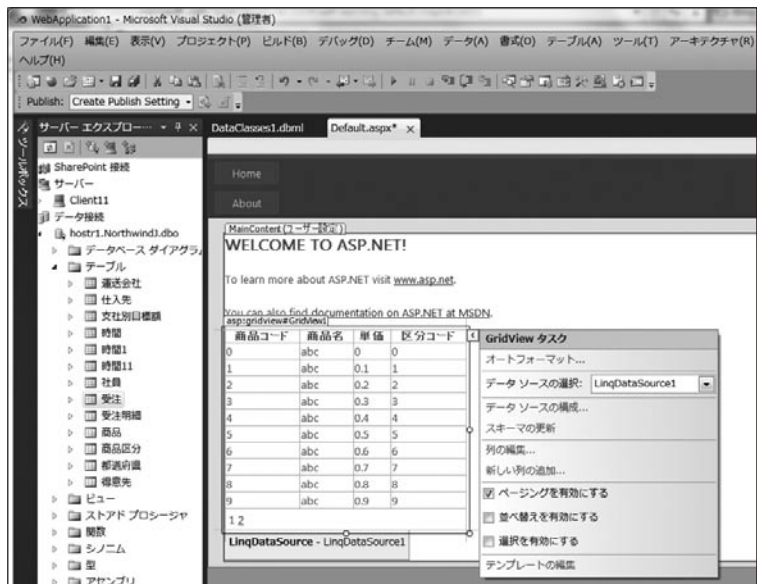 WebApplication1 - Microsoft Visual Studio (管理者)
ファイル(F) 編集(E) 表示(V) プロジェクト(P) ビルド(B) デバッグ(D) チーム(M) データ(A) 書式(O) テーブル(A) ツール(T) アーキテクチャ(R)
ヘルプ(H)
Publish: Create Publish Setting
ツールボックス
サーバー エクスプロー…
SharePoint 接続
サーバー
Client11
データ接続
hostr1.NorthwindJ.dbo
データベース ダイアグラ
テーブル
運送会社
仕入先
支社別目標額
時間
時間1
時間11
社員
受注
受注明細
商品
商品区分
都道府県
得意先
ビュー
ストアド プロシージャ
関数
シノニム
型
アセンブリ
DataClasses1.dbml Default.aspx*
Home
About
MainContent (ユーザー設定)
WELCOME TO ASP.NET!
To learn more about ASP.NET visit www.asp.net.
You can also find documentation on ASP.NET at MSDN.
asp:gridview#GridView1
商品コード 商品名 単価 区分コード
0 abc 0 0
1 abc 0.1 1
2 abc 0.2 2
3 abc 0.3 3
4 abc 0.4 4
5 abc 0.5 5
6 abc 0.6 6
7 abc 0.7 7
8 abc 0.8 8
9 abc 0.9 9
1 2
LinqDataSource - LinqDataSource1
GridView タスク
オートフォーマット...
データ ソースの選択: LinqDataSource1
データ ソースの構成...
スキーマの更新
列の編集...
新しい列の追加...
ページングを有効にする
並べ替えを有効にする
選択を有効にする
テンプレートの編集